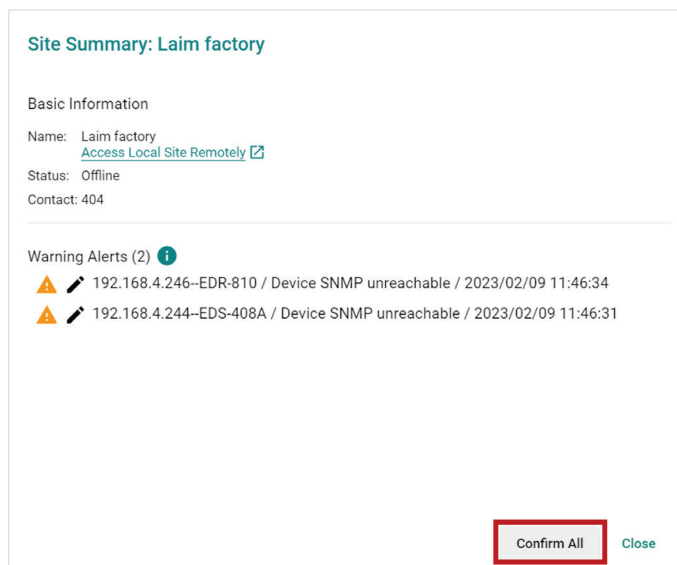 Site Summary: Laim factory
Basic Information
Name: Laim factory
Access Local Site Remotely
Status: Offline
Contact: 404
Warning Alerts (2)
192.168.4.246--EDR-810 / Device SNMP unreachable / 2023/02/09 11:46:34
192.168.4.244--EDS-408A / Device SNMP unreachable / 2023/02/09 11:46:31
Confirm All Close